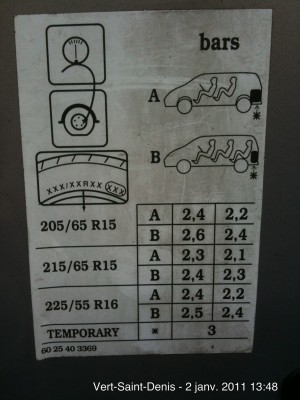 bars
A
B
XXX/XXRXX XXX
205/65 R15 A 2,4 2,2
B 2,6 2,4
215/65 R15 A 2,3 2,1
B 2,4 2,3
225/55 R16 A 2,4 2,2
B 2,5 2,4
TEMPORARY * 3
60 25 40 3369
Vert-Saint-Denis - 2 janv. 2011 13:48